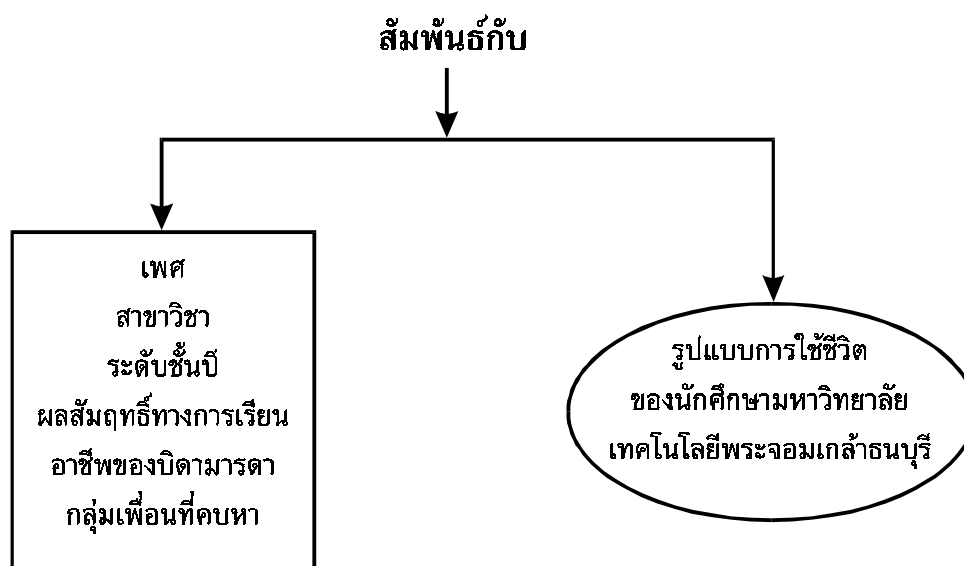 สัมพันธ์กับ
เพศ
สาขาวิชา
ระดับชั้นปี
ผลสัมฤทธิ์ทางการเรียน
อาชีพของบิดามารดา
กลุ่มเพื่อนที่คบหา
รูปแบบการใช้ชีวิต
ของนักศึกษามหาวิทยาลัย
เทคโนโลยีพระจอมเกล้าธนบุรี